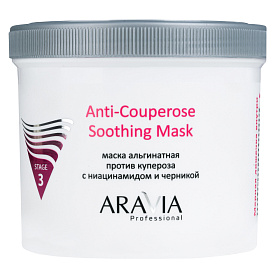 Anti-Couperose
Soothing Mask
маска альгинатная
против купероза
с ниацинамидом и черникой
STAGE
3
ARAVIA
Professional